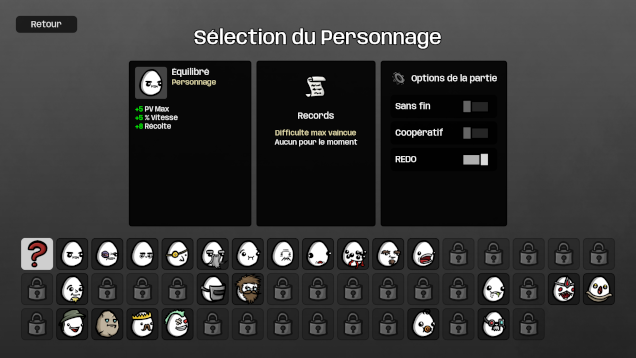 Retour
Sélection du Personnage
Équilibré
Personnage
+5 PV Max
+5 % Vitesse
+8 Récolte
Records
Difficulté max vaincue
Aucun pour le moment
Options de la partie
Sans fin
Coopératif
REDO
?